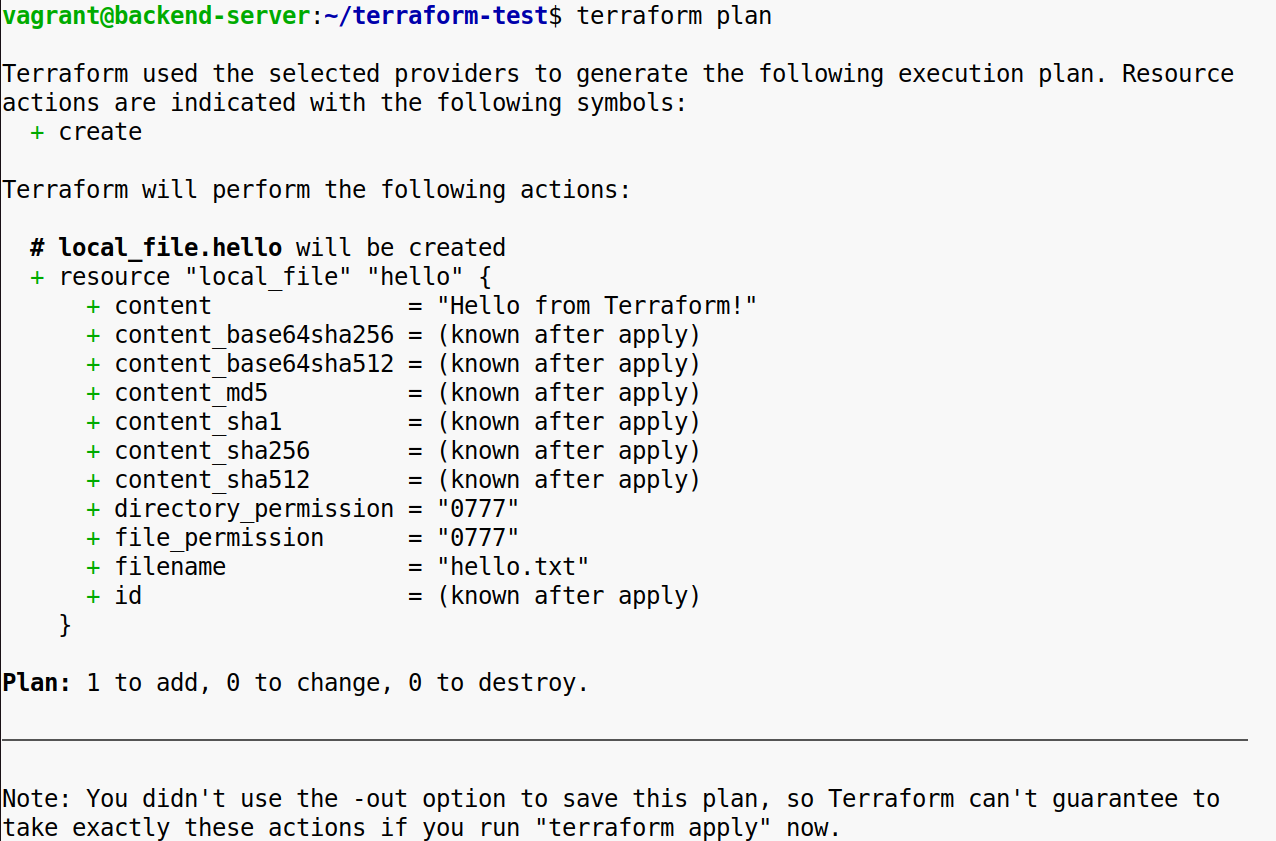 vagrant@backend-server:~/terraform-test$ terraform plan
Terraform used the selected providers to generate the following execution plan. Resource
actions are indicated with the following symbols:
  + create
Terraform will perform the following actions:
  # local_file.hello will be created
  + resource "local_file" "hello" {
      + content              = "Hello from Terraform!"
      + content_base64sha256 = (known after apply)
      + content_base64sha512 = (known after apply)
      + content_md5          = (known after apply)
      + content_sha1         = (known after apply)
      + content_sha256       = (known after apply)
      + content_sha512       = (known after apply)
      + directory_permission = "0777"
      + file_permission      = "0777"
      + filename             = "hello.txt"
      + id                   = (known after apply)
    }
Plan: 1 to add, 0 to change, 0 to destroy.
Note: You didn't use the -out option to save this plan, so Terraform can't guarantee to
take exactly these actions if you run "terraform apply" now.